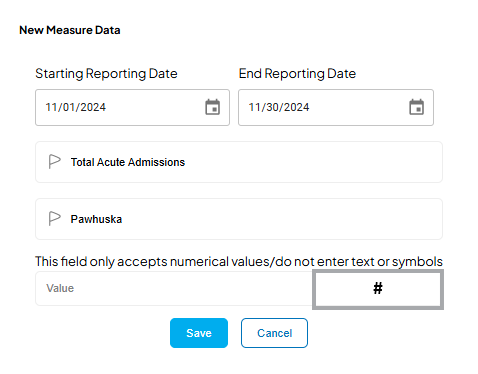 New Measure Data
Starting Reporting Date End Reporting Date
11/01/2024 11/30/2024
Total Acute Admissions
Pawhuska
This field only accepts numerical values/do not enter text or symbols
Value #
Save Cancel